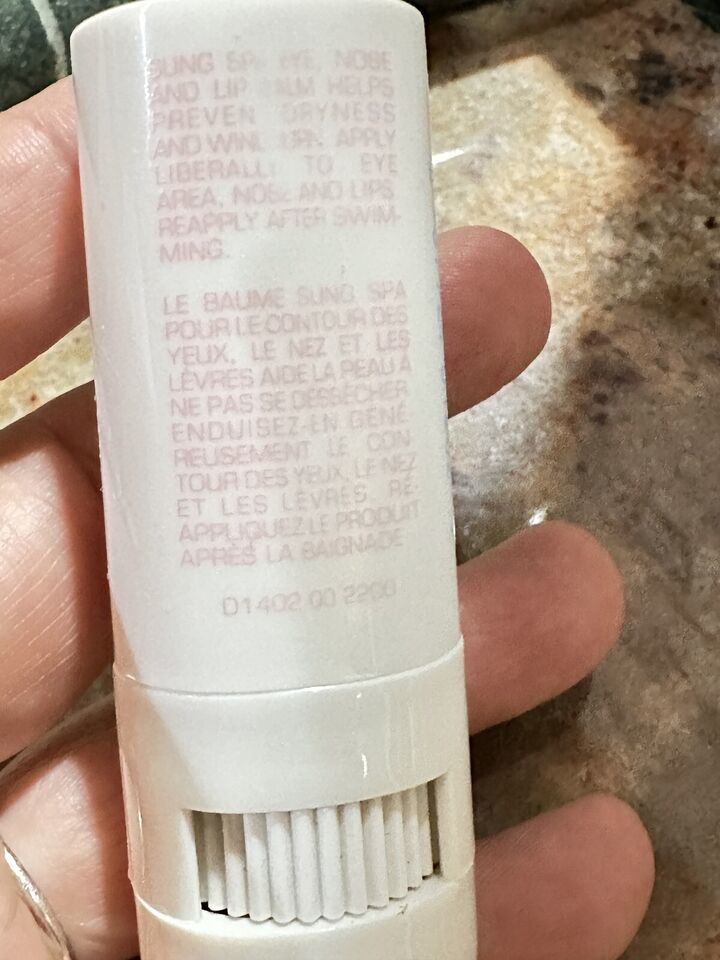 SUNG SPA EYE, NOSE
AND LIP BALM HELPS
PREVENT DRYNESS
AND WIND APPLY
LIBERALLY TO EYE
AREA, NOSE AND LIPS.
REAPPLY AFTER SWIM-
MING.
LE BAUME SUNG SPA
POUR LE CONTOUR DES
YEUX, LE NEZ ET LES
LÈVRES AIDE LA PEAU À
NE PAS SE DESSÉCHER.
ENDUISEZ-EN GÉNÉ-
REUSEMENT LE CON-
TOUR DES YEUX, LE NEZ
ET LES LÈVRES. RÉ-
APPLIQUEZ LE PRODUIT
APRÈS LA BAIGNADE
D1402 00 2200